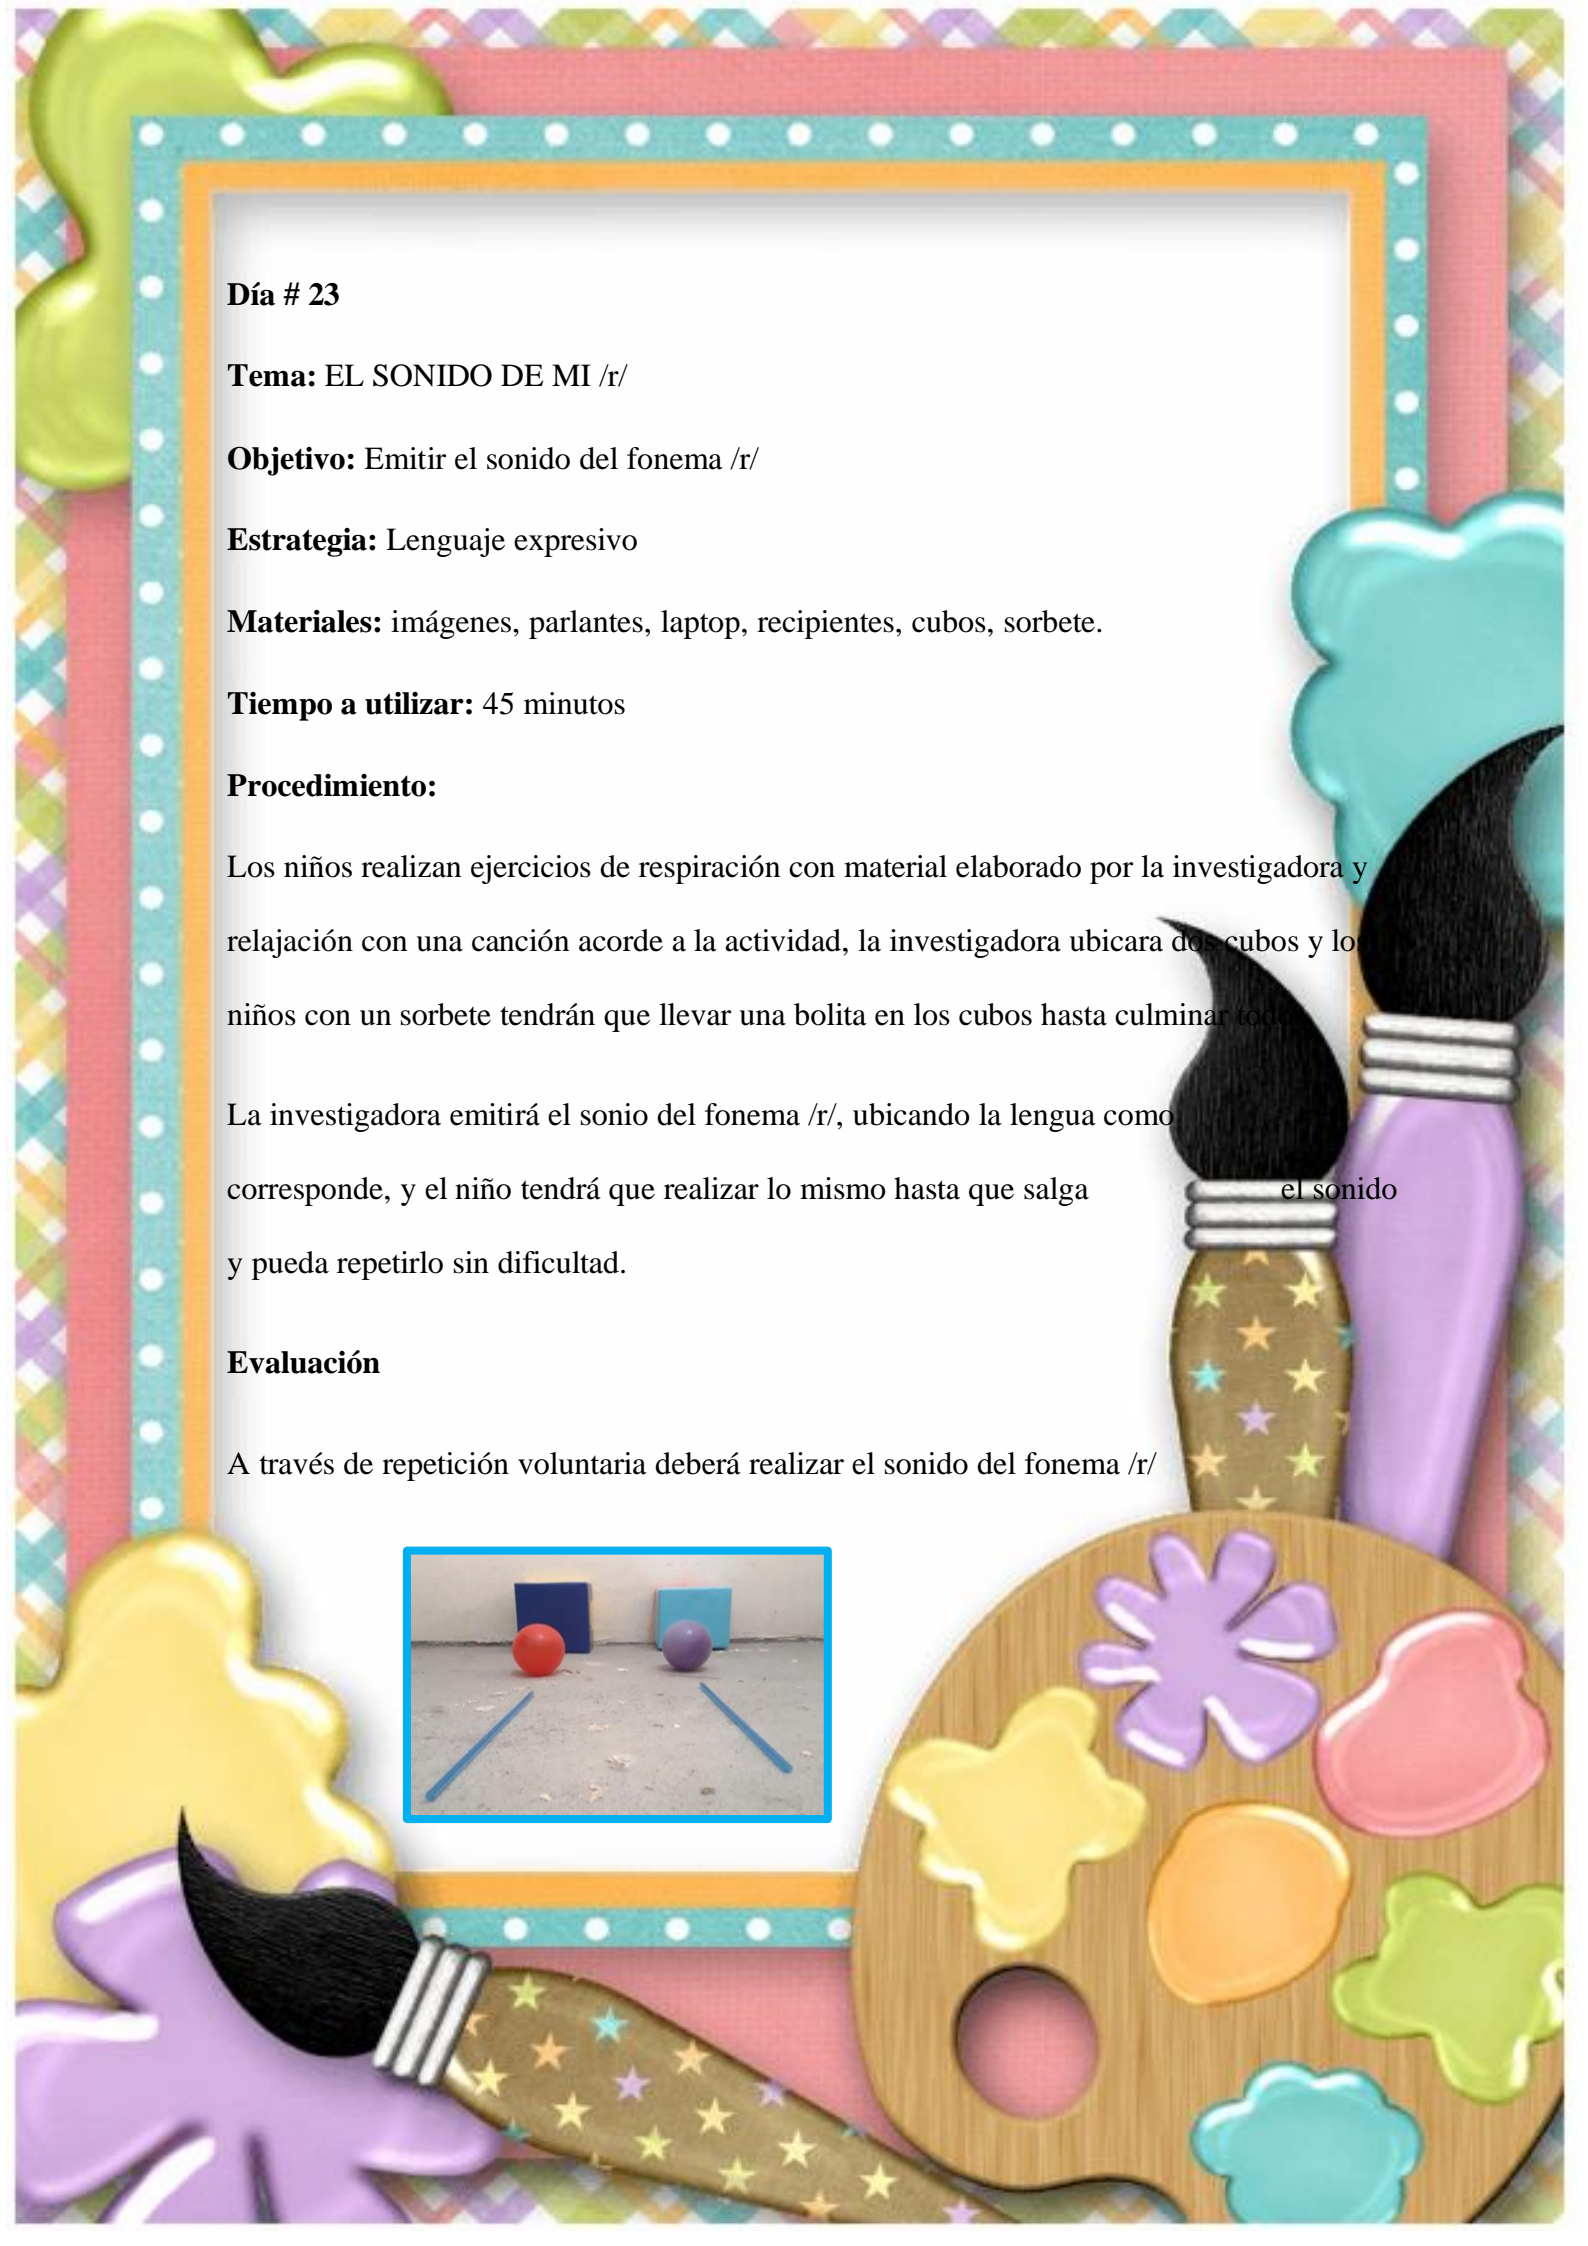 Día # 23
Tema: EL SONIDO DE MI /r/
Objetivo: Emitir el sonido del fonema /r/
Estrategia: Lenguaje expresivo
Materiales: imágenes, parlantes, laptop, recipientes, cubos, sorbete.
Tiempo a utilizar: 45 minutos
Procedimiento:
Los niños realizan ejercicios de respiración con material elaborado por la investigadora y
relajación con una canción acorde a la actividad, la investigadora ubicara dos cubos y los
niños con un sorbete tendrán que llevar una bolita en los cubos hasta culminar
La investigadora emitirá el sonio del fonema /r/, ubicando la lengua como
corresponde, y el niño tendrá que realizar lo mismo hasta que salga el sonido
y pueda repetirlo sin dificultad.
Evaluación
A través de repetición voluntaria deberá realizar el sonido del fonema /r/